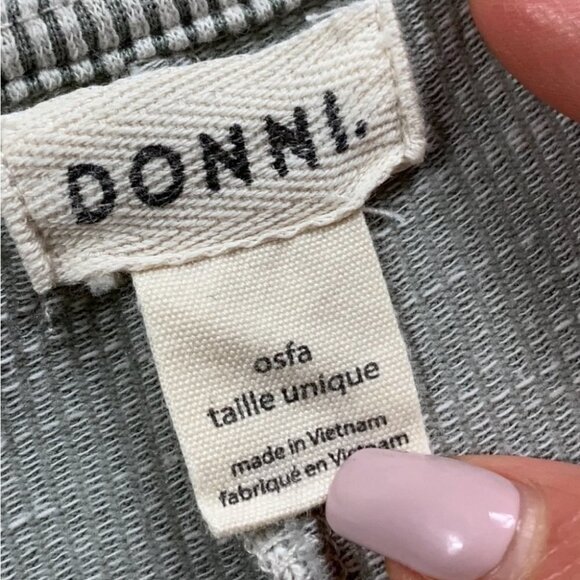 DONNI.
osfa
taille unique
made in Vietnam
fabriqué en Vietnam